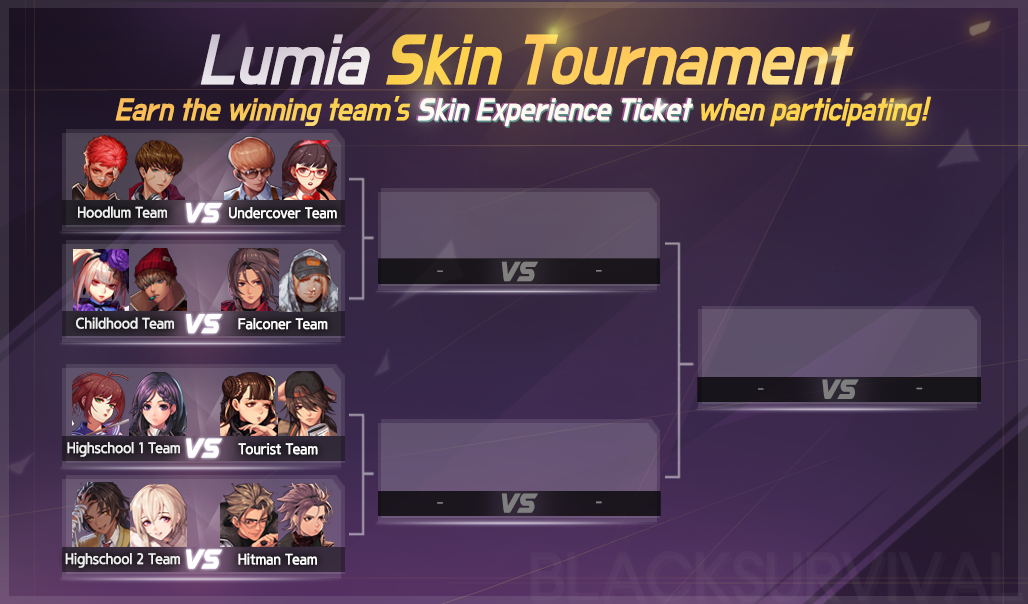 Lumia Skin Tournament
Earn the winning team's Skin Experience Ticket when participating!
Hoodlum Team VS Undercover Team
Childhood Team VS Falconer Team
- VS -
Highschool 1 Team VS Tourist Team
Highschool 2 Team VS Hitman Team
- VS -
- VS -
BLACKSURVIVAL